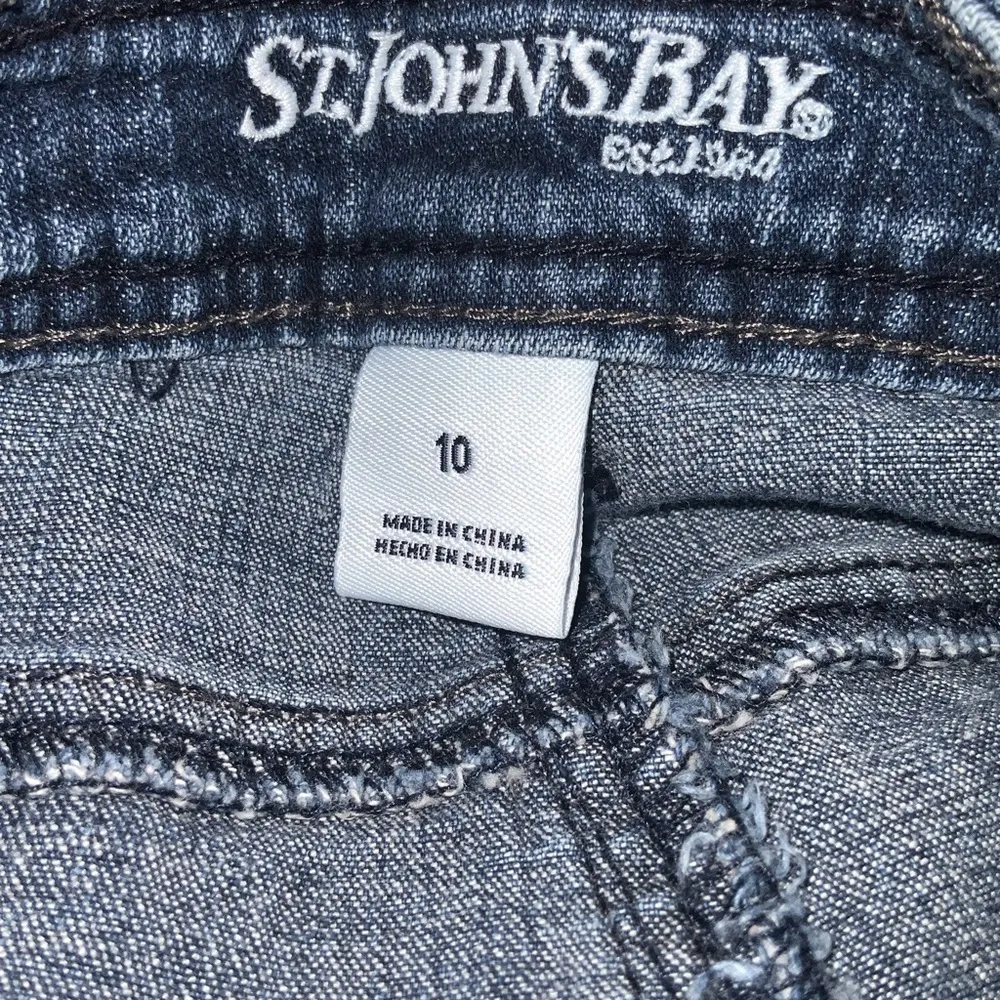 ST. JOHN'S BAY®
est. 1984
10
MADE IN CHINA
HECHO EN CHINA